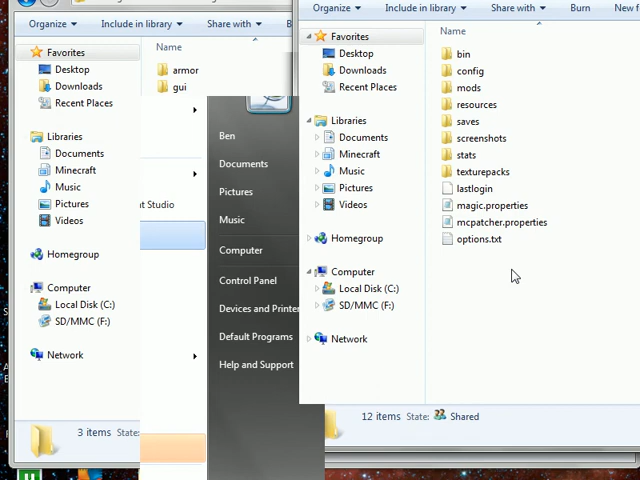 Organize Include in library Share with B
Favorites
Desktop
Downloads
Recent Places
Libraries
Documents
Minecraft
Music
Pictures
Videos
Homegroup
Computer
Local Disk (C:)
SD/MMC (F:)
Network
3 items State:
Name
armor
gui
nt Studio
Ben
Documents
Pictures
Music
Computer
Control Panel
Devices and Printe
Default Programs
Help and Support
Organize Include in library Share with Burn New f
Favorites
Desktop
Downloads
Recent Places
Libraries
Documents
Minecraft
Music
Pictures
Videos
Homegroup
Computer
Local Disk (C:)
SD/MMC (F:)
Network
Name
bin
config
mods
resources
saves
screenshots
stats
texturepacks
lastlogin
magic.properties
mcpatcher.properties
options.txt
12 items State: Shared